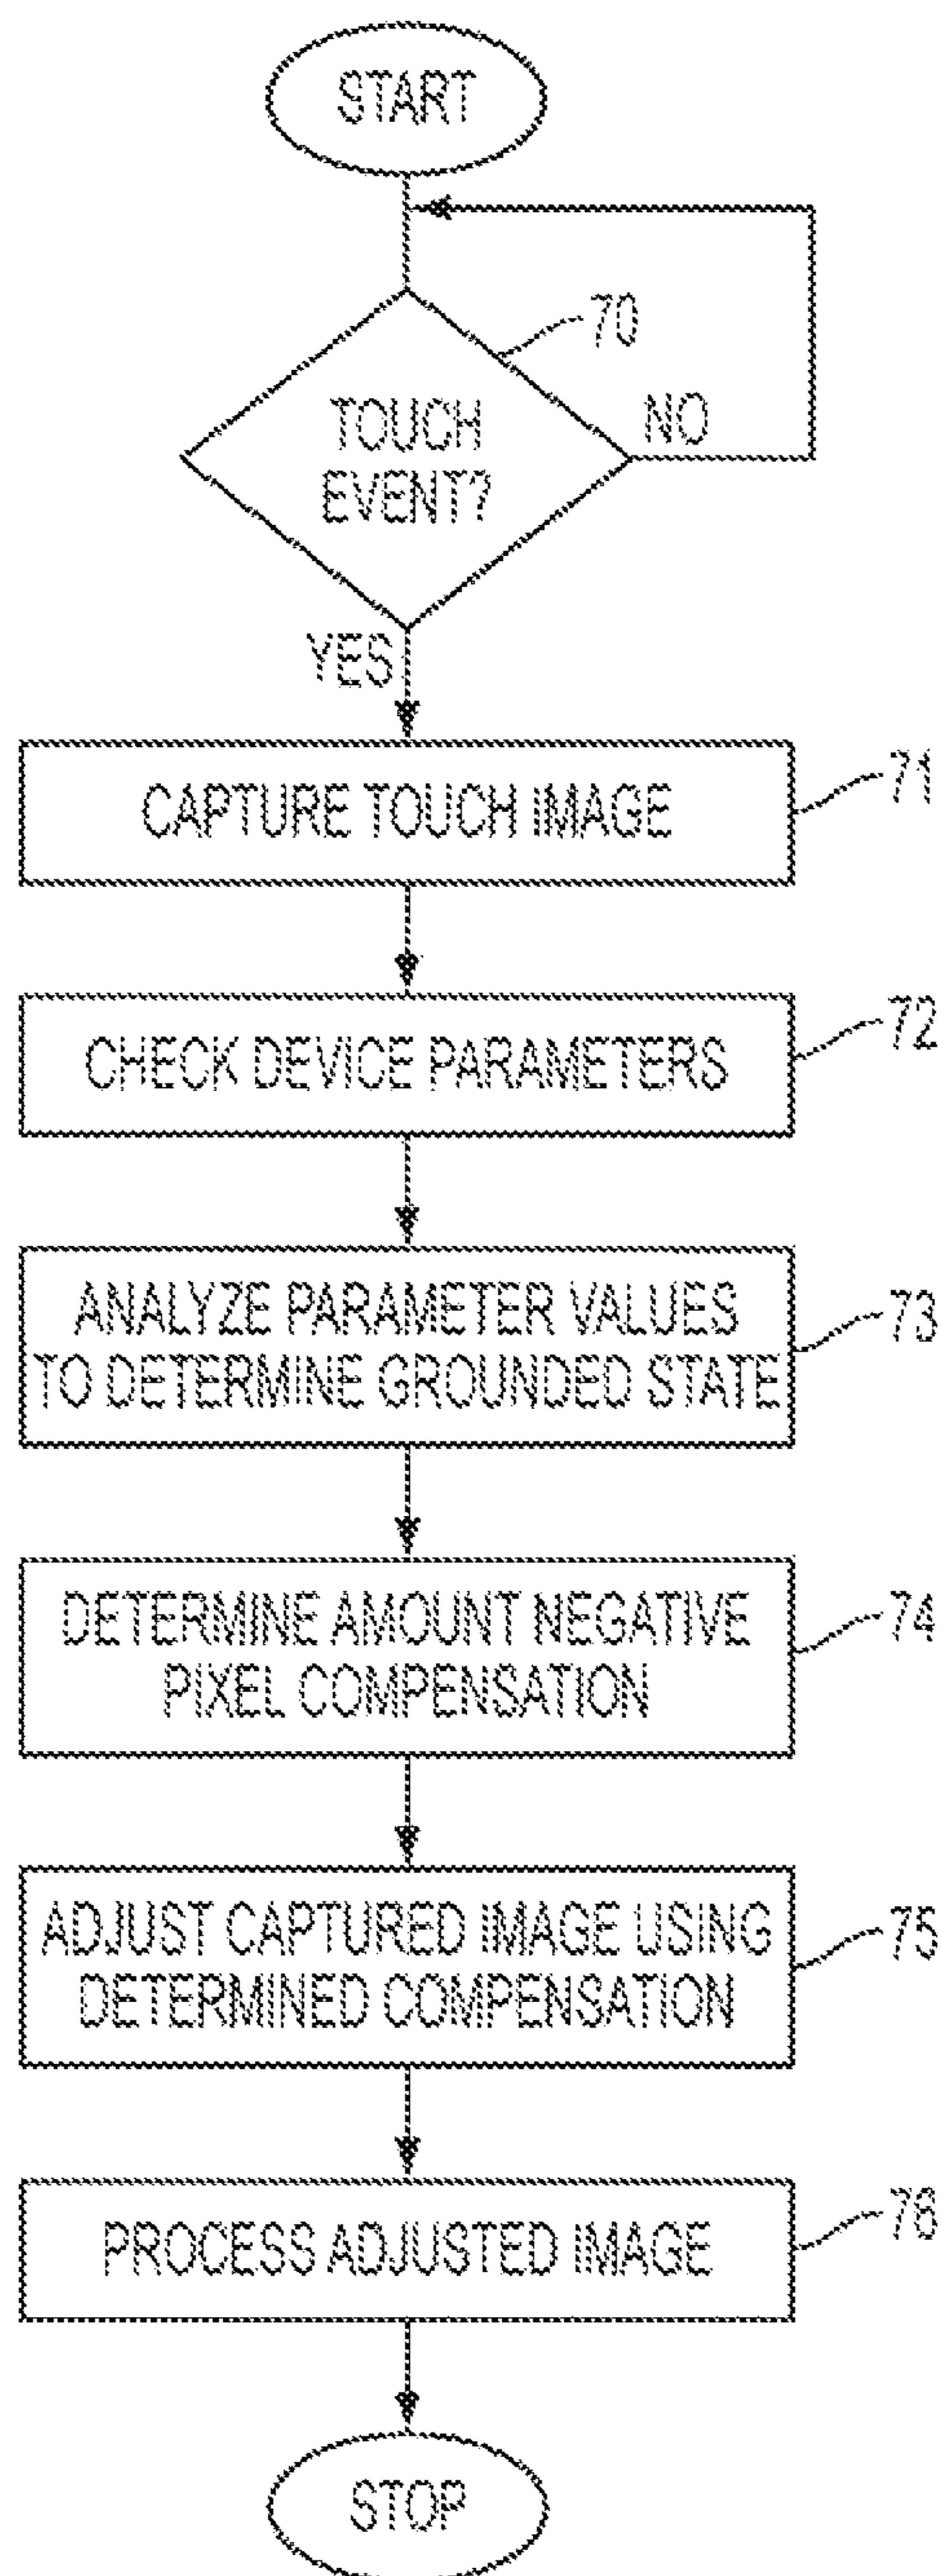 START
70
TOUCH
EVENT?
NO
YES
CAPTURE TOUCH IMAGE
71
CHECK DEVICE PARAMETERS
72
ANALYZE PARAMETER VALUES
TO DETERMINE GROUNDED STATE
73
DETERMINE AMOUNT NEGATIVE
PIXEL COMPENSATION
74
ADJUST CAPTURED IMAGE USING
DETERMINED COMPENSATION
75
PROCESS ADJUSTED IMAGE
76
STOP